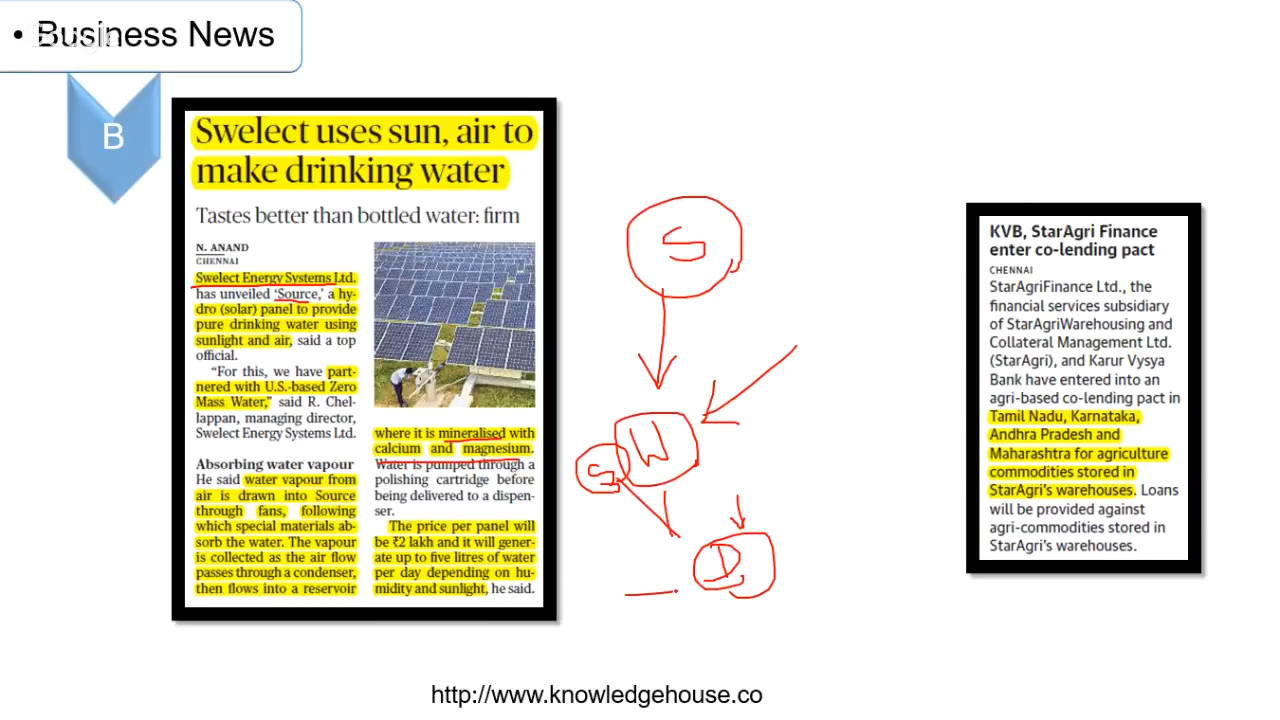 • Business News
B
Swelect uses sun, air to
make drinking water
Tastes better than bottled water: firm
N. ANAND
CHENNAI
Swelect Energy Systems Ltd.
has unveiled ‘Source,’ a hy-
dro (solar) panel to provide
pure drinking water using
sunlight and air, said a top
official.
“For this, we have part-
nered with U.S.-based Zero
Mass Water,” said R. Chel-
lappan, managing director,
Swelect Energy Systems Ltd.
Absorbing water vapour
He said water vapour from
air is drawn into Source
through fans, following
which special materials ab-
sorb the water. The vapour
is collected as the air flow
passes through a condenser,
then flows into a reservoir
where it is mineralised with
calcium and magnesium.
Water is pumped through a
polishing cartridge before
being delivered to a dispen-
ser.
The price per panel will
be ₹2 lakh and it will gener-
ate up to five litres of water
per day depending on hu-
midity and sunlight, he said.
S
W
S
D
KVB, StarAgri Finance
enter co-lending pact
CHENNAI
StarAgriFinance Ltd., the
financial services subsidiary
of StarAgriWarehousing and
Collateral Management Ltd.
(StarAgri), and Karur Vysya
Bank have entered into an
agri-based co-lending pact in
Tamil Nadu, Karnataka,
Andhra Pradesh and
Maharashtra for agriculture
commodities stored in
StarAgri's warehouses. Loans
will be provided against
agri-commodities stored in
StarAgri's warehouses.
http://www.knowledgehouse.co